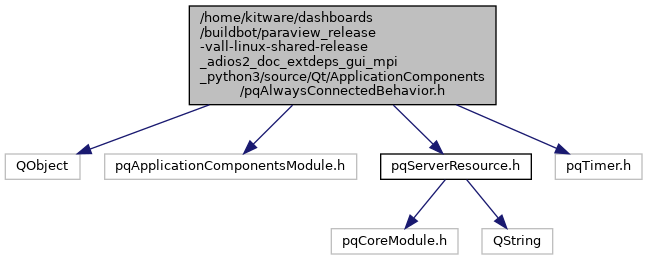 /home/kitware/dashboards
/buildbot/paraview_release
-vall-linux-shared-release
_adios2_doc_extdeps_gui_mpi
_python3/source/Qt/ApplicationComponents
/pqAlwaysConnectedBehavior.h
QObject
pqApplicationComponentsModule.h
pqServerResource.h
pqTimer.h
pqCoreModule.h
QString